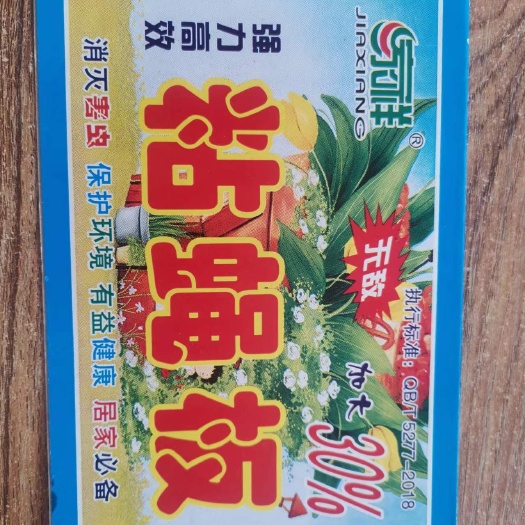 JIAXIANG®
执行标准：QB/T 5277-2018
强力高效
无敌
加大30%
粘蝇板
消灭害虫 保护环境 有益健康 居家必备